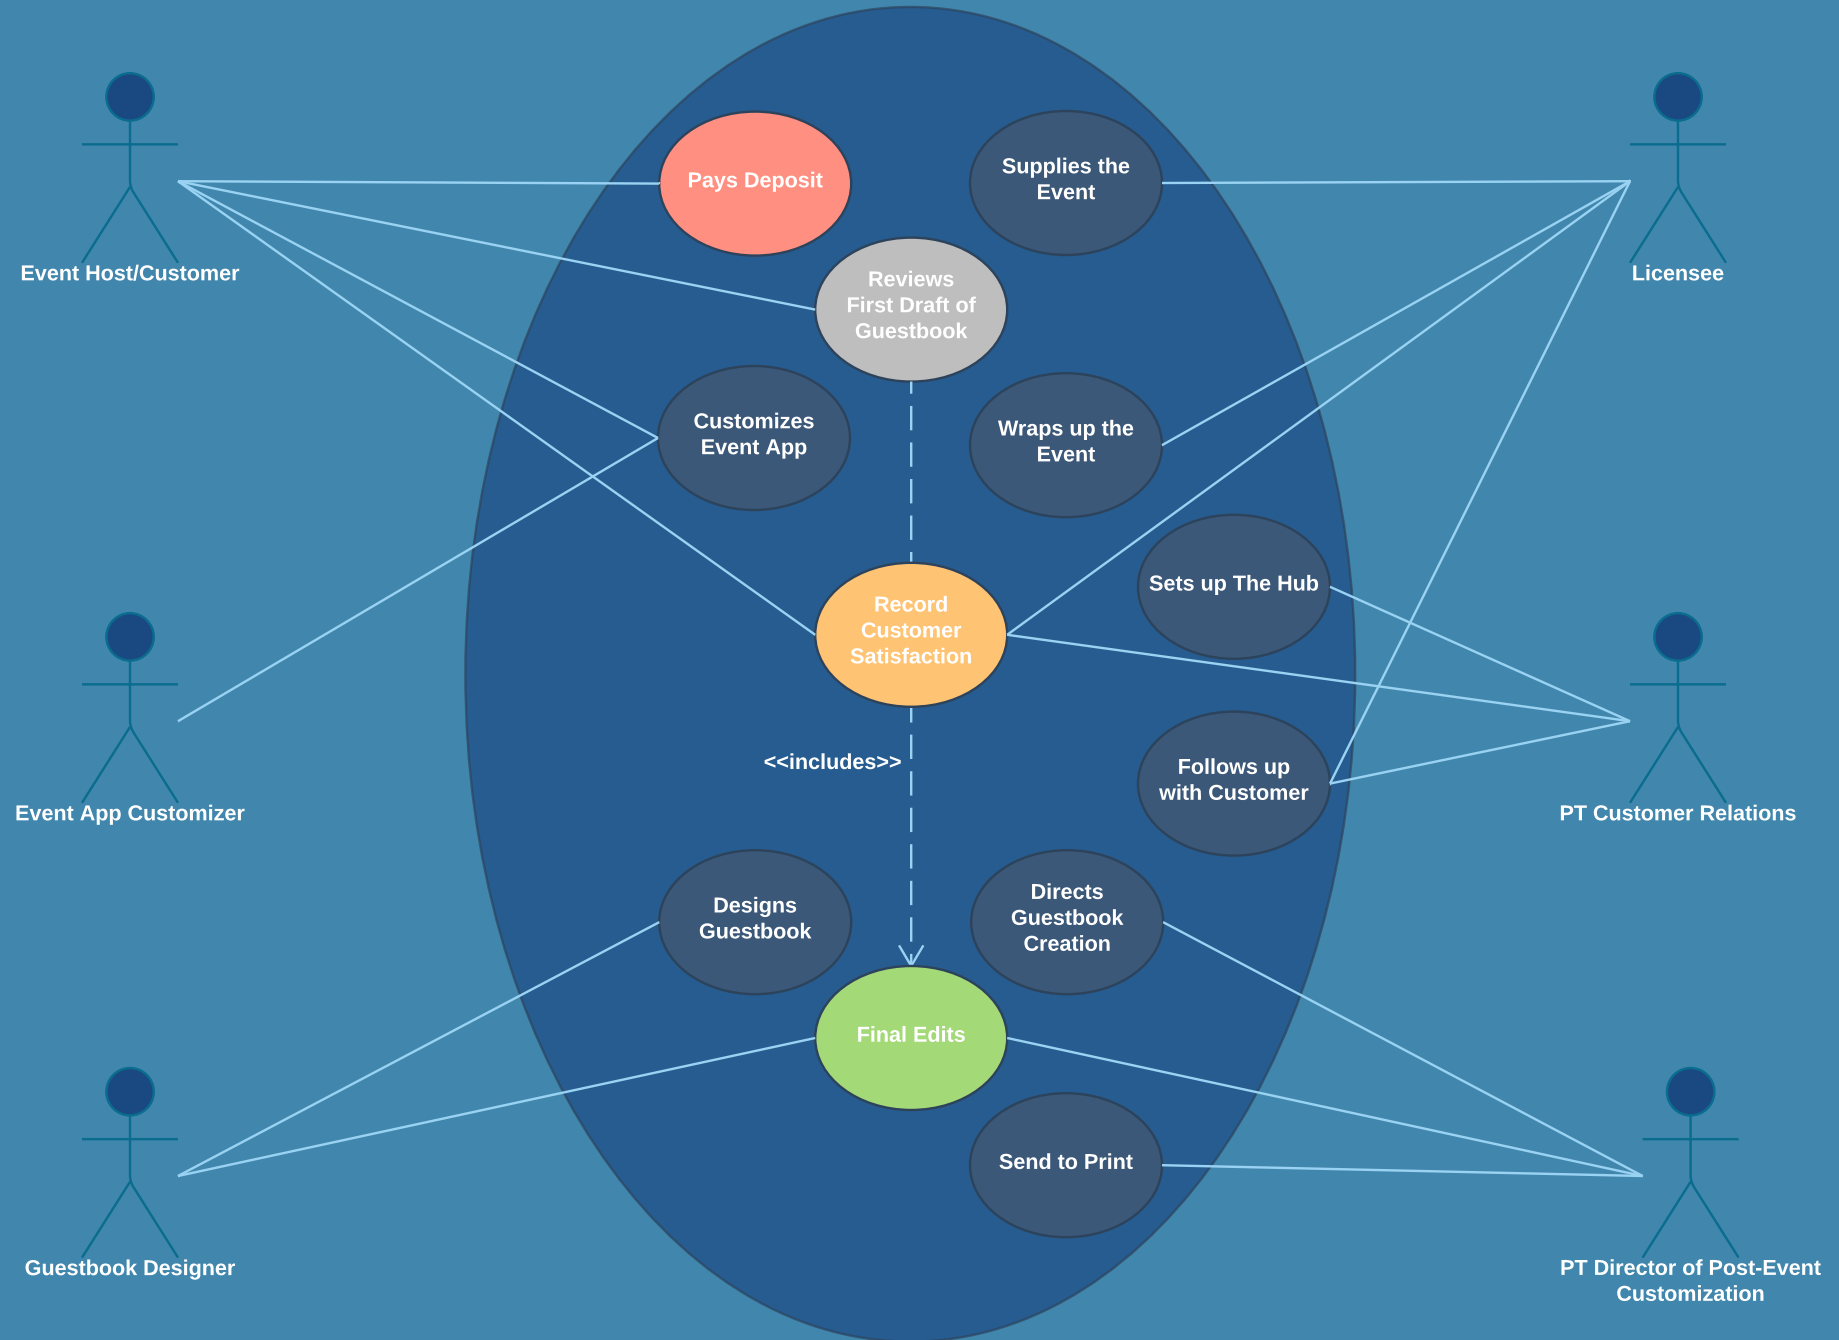 Pays Deposit
Supplies the
Event
Event Host/Customer
Licensee
Reviews
First Draft of
Guestbook
Customizes
Event App
Wraps up the
Event
Sets up The Hub
Record
Customer
Satisfaction
<<includes>>
Follows up
with Customer
Event App Customizer
PT Customer Relations
Designs
Guestbook
Directs
Guestbook
Creation
Final Edits
Send to Print
Guestbook Designer
PT Director of Post-Event
Customization